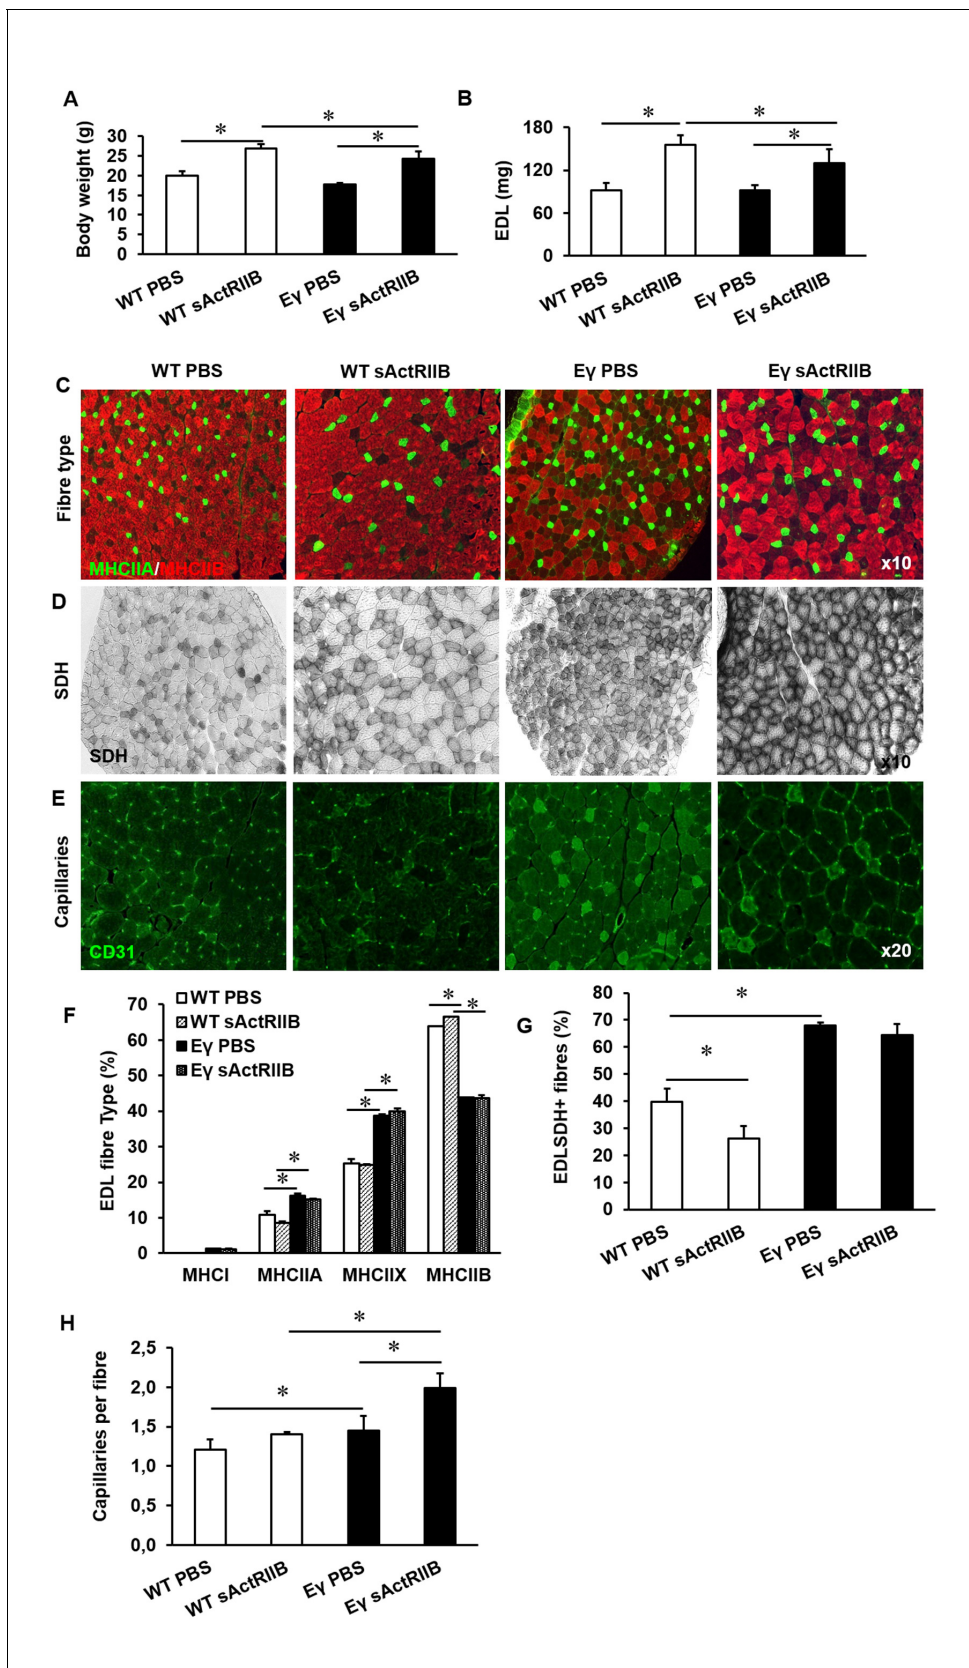 A
B
Body weight (g)
30
25
20
15
10
5
0
*
*
*
WT PBS
WT sActRIIB
Eγ PBS
Eγ sActRIIB
EDL (mg)
180
120
60
0
*
*
*
WT PBS
WT sActRIIB
Eγ PBS
Eγ sActRIIB
WT PBS
WT sActRIIB
Eγ PBS
Eγ sActRIIB
C
Fibre type
MHCIIA/MHCIIB
x10
D
SDH
SDH
x10
E
Capillaries
CD31
x20
F
EDL fibre Type (%)
70
60
50
40
30
20
10
0
WT PBS
WT sActRIIB
Eγ PBS
Eγ sActRIIB
*
*
*
*
*
*
MHCI
MHCIIA
MHCIIX
MHCIIB
G
EDLSDH+ fibres (%)
80
70
60
50
40
30
20
10
0
*
*
WT PBS
WT sActRIIB
Eγ PBS
Eγ sActRIIB
H
Capillaries per fibre
2,5
2,0
1,5
1,0
0,5
0,0
*
*
*
WT PBS
WT sActRIIB
Eγ PBS
Eγ sActRIIB